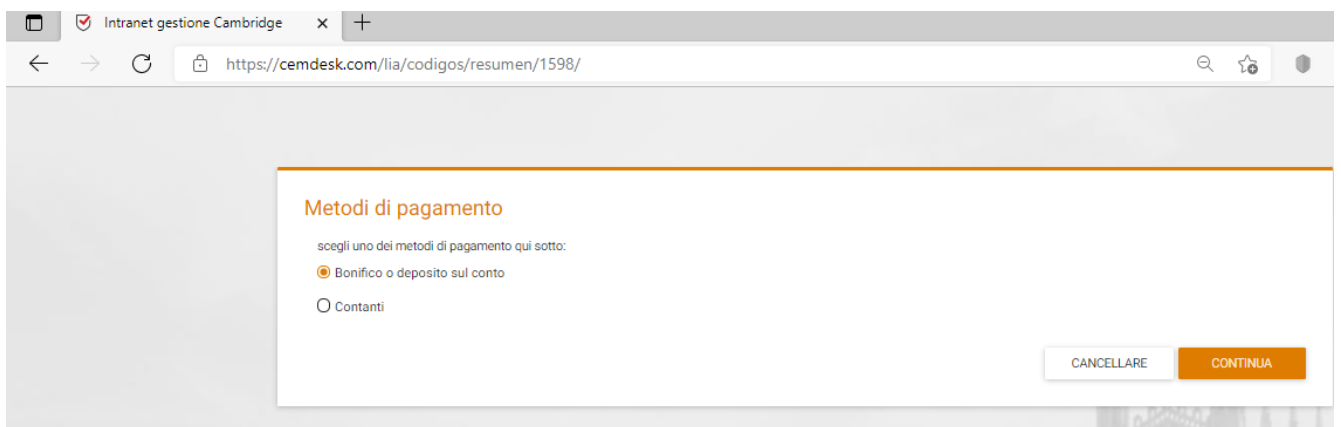 Intranet gestione Cambridge
https://cemdesk.com/lia/codigos/resumen/1598/
Metodi di pagamento
scegli uno dei metodi di pagamento qui sotto:
Bonifico o deposito sul conto
Contanti
CANCELLARE CONTINUA